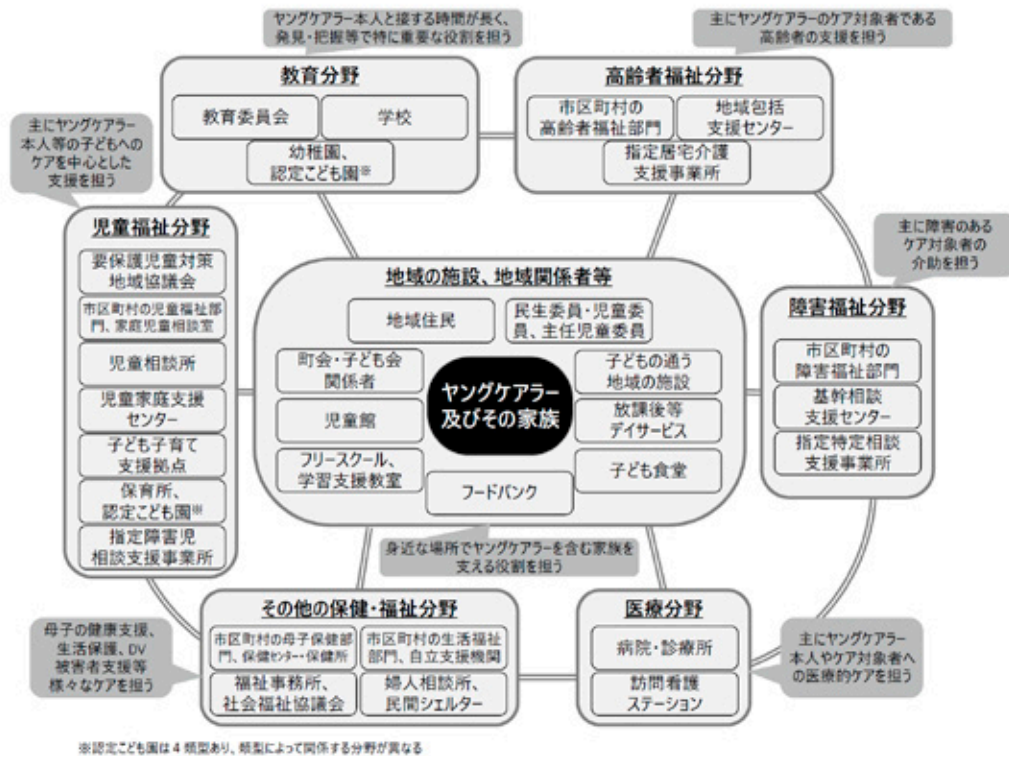 ヤングケアラー本人と接する時間が長く、
発見・把握等で特に重要な役割を担う
主にヤングケアラーのケア対象者である
高齢者の支援を担う
教育分野
教育委員会
学校
幼稚園、
認定こども園※
高齢者福祉分野
市区町村の
高齢者福祉部門
地域包括
支援センター
指定居宅介護
支援事業所
主にヤングケアラー
本人等の子どもへの
ケアを中心とした
支援を担う
児童福祉分野
要保護児童対策
地域協議会
市区町村の児童福祉部
門、家庭児童相談室
児童相談所
児童家庭支援
センター
子ども子育て
支援拠点
保育所、
認定こども園※
指定障害児
相談支援事業所
地域の施設、地域関係者等
地域住民
民生委員・児童委
員、主任児童委員
町会・子ども会
関係者
児童館
フリースクール、
学習支援教室
ヤングケアラー
及びその家族
子どもの通う
地域の施設
放課後等
デイサービス
子ども食堂
フードバンク
身近な場所でヤングケアラーを含む家族を
支える役割を担う
主に障害のある
ケア対象者の
介助を担う
障害福祉分野
市区町村の
障害福祉部門
基幹相談
支援センター
指定特定相談
支援事業所
母子の健康支援、
生活保護、DV
被害者支援等
様々なケアを担う
その他の保健・福祉分野
市区町村の母子保健部
門、保健センター・保健所
市区町村の生活福祉
部門、自立支援機関
福祉事務所、
社会福祉協議会
婦人相談所、
民間シェルター
医療分野
病院・診療所
訪問看護
ステーション
主にヤングケアラー
本人やケア対象者へ
の医療的ケアを担う
※認定こども園は4類型あり、類型によって関係する分野が異なる